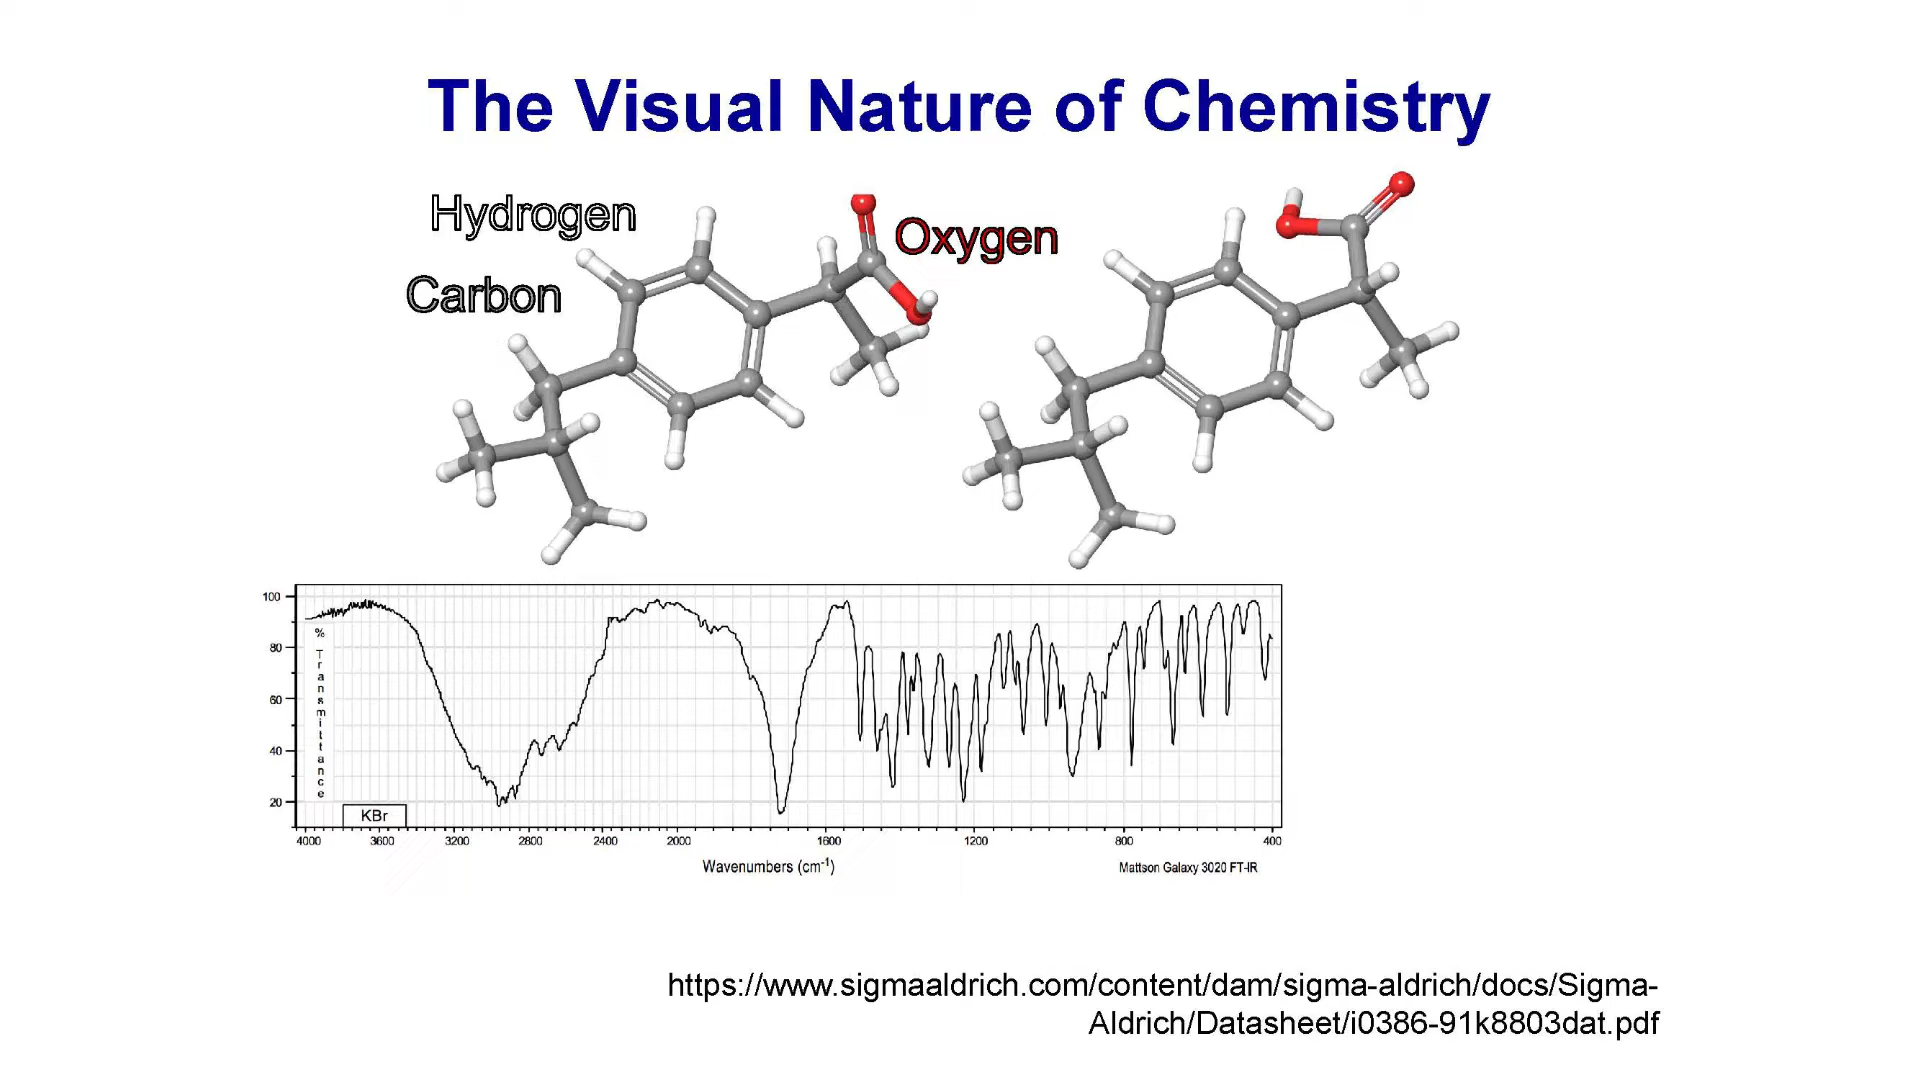 The Visual Nature of Chemistry
Hydrogen
Oxygen
Carbon
100
80
60
40
20
% Transmittance
KBr
4000 3600 3200 2800 2400 2000 1600 1200 800 400
Wavenumbers (cm-1)
Mattson Galaxy 3020 FT-IR
https://www.sigmaaldrich.com/content/dam/sigma-aldrich/docs/Sigma-
Aldrich/Datasheet/i0386-91k8803dat.pdf